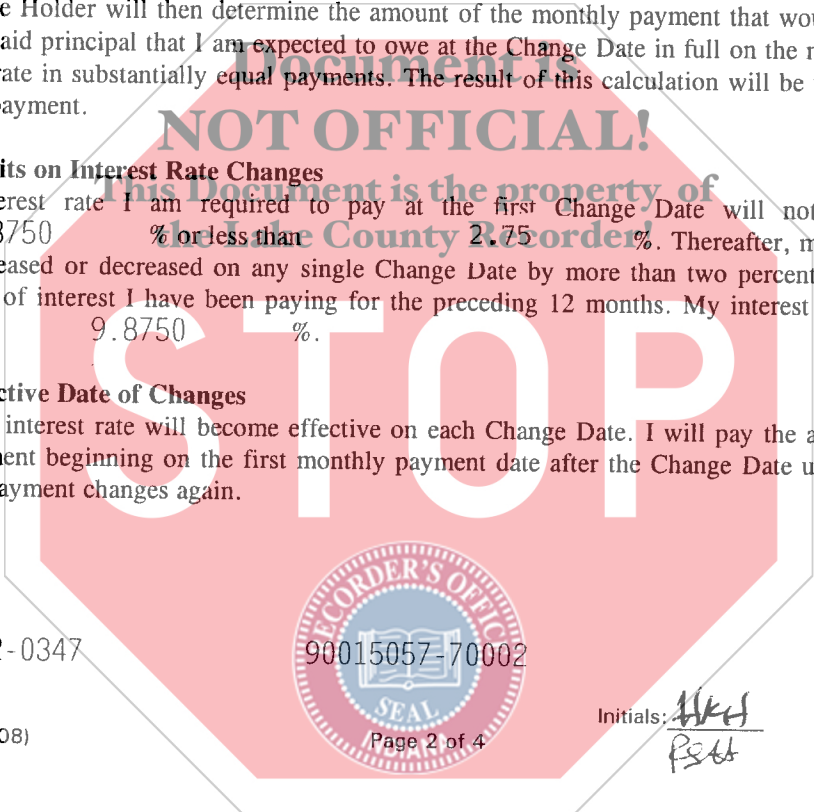 e Holder will then determine the amount of the monthly payment that wou
aid principal that I am expected to owe at the Change Date in full on the m
rate in substantially equal payments. The result of this calculation will be
payment.
Document is
NOT OFFICIAL!
This Document is the property of
the Lake County Recorder!
its on Interest Rate Changes
erest rate I am required to pay at the first Change Date will not
8750 % or less than 2.75 %. Thereafter, m
eased or decreased on any single Change Date by more than two percent
of interest I have been paying for the preceding 12 months. My interest
9.8750 %.
STOP
ctive Date of Changes
interest rate will become effective on each Change Date. I will pay the a
ent beginning on the first monthly payment date after the Change Date u
ayment changes again.
RECORDER'S OFFICE
SEAL
INDIANA
2-0347 90015057-70002
Initials: HKH
08) Page 2 of 4